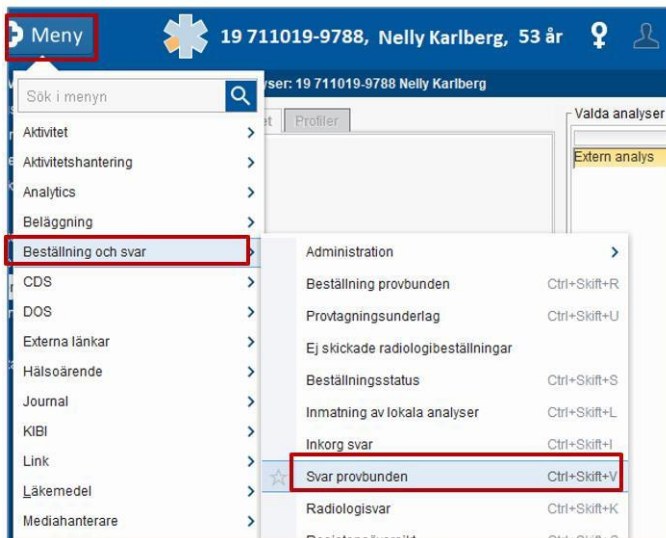 Meny
19 711019-9788, Nelly Karlberg, 53 år
yser: 19 711019-9788 Nelly Karlberg
Sök i menyn
Profiler
Valda analyser
Extern analys
Aktivitet
Aktivitetshantering
Analytics
Beläggning
Beställning och svar
CDS
DOS
Externa länkar
Hälsoärende
Journal
KIBI
Link
Läkemedel
Mediahanterare
Administration
Beställning provbunden Ctrl+Skift+R
Provtagningsunderlag Ctrl+Skift+U
Ej skickade radiologibeställningar
Beställningsstatus Ctrl+Skift+S
Inmatning av lokala analyser Ctrl+Skift+L
Inkorg svar Ctrl+Skift+I
Svar provbunden Ctrl+Skift+V
Radiologisvar Ctrl+Skift+K